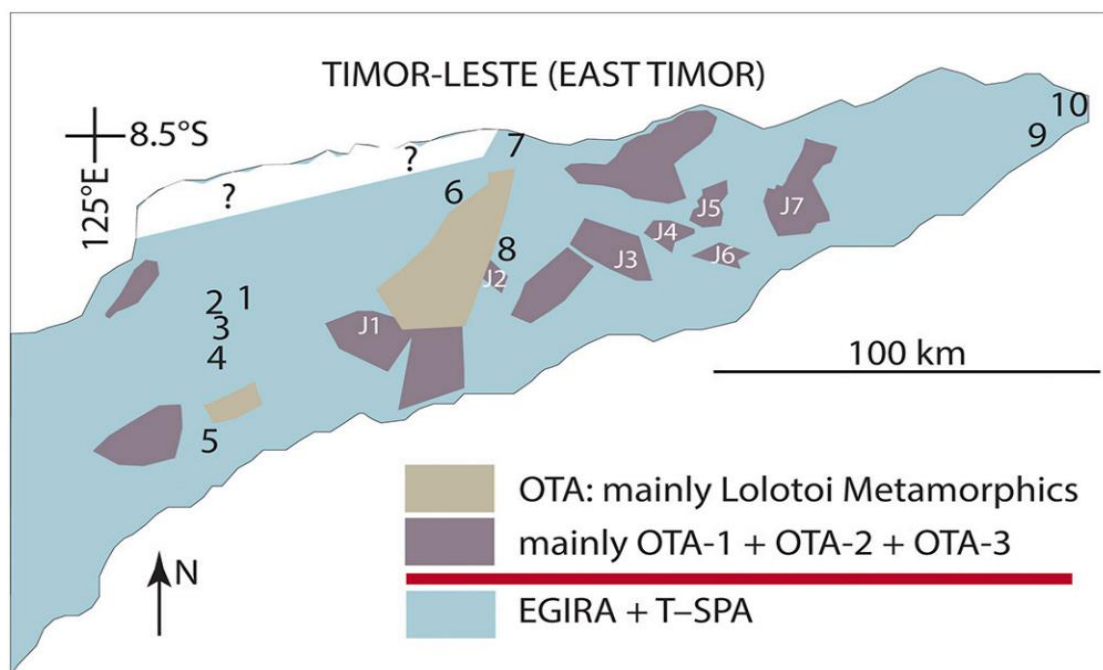 TIMOR-LESTE (EAST TIMOR)
8.5°S
125°E
?
?
7
10
9
6
J5
J7
J4
8
J3
J6
J2
2
1
3
J1
4
100 km
5
OTA: mainly Lolotoi Metamorphics
mainly OTA-1 + OTA-2 + OTA-3
N
EGIRA + T–SPA